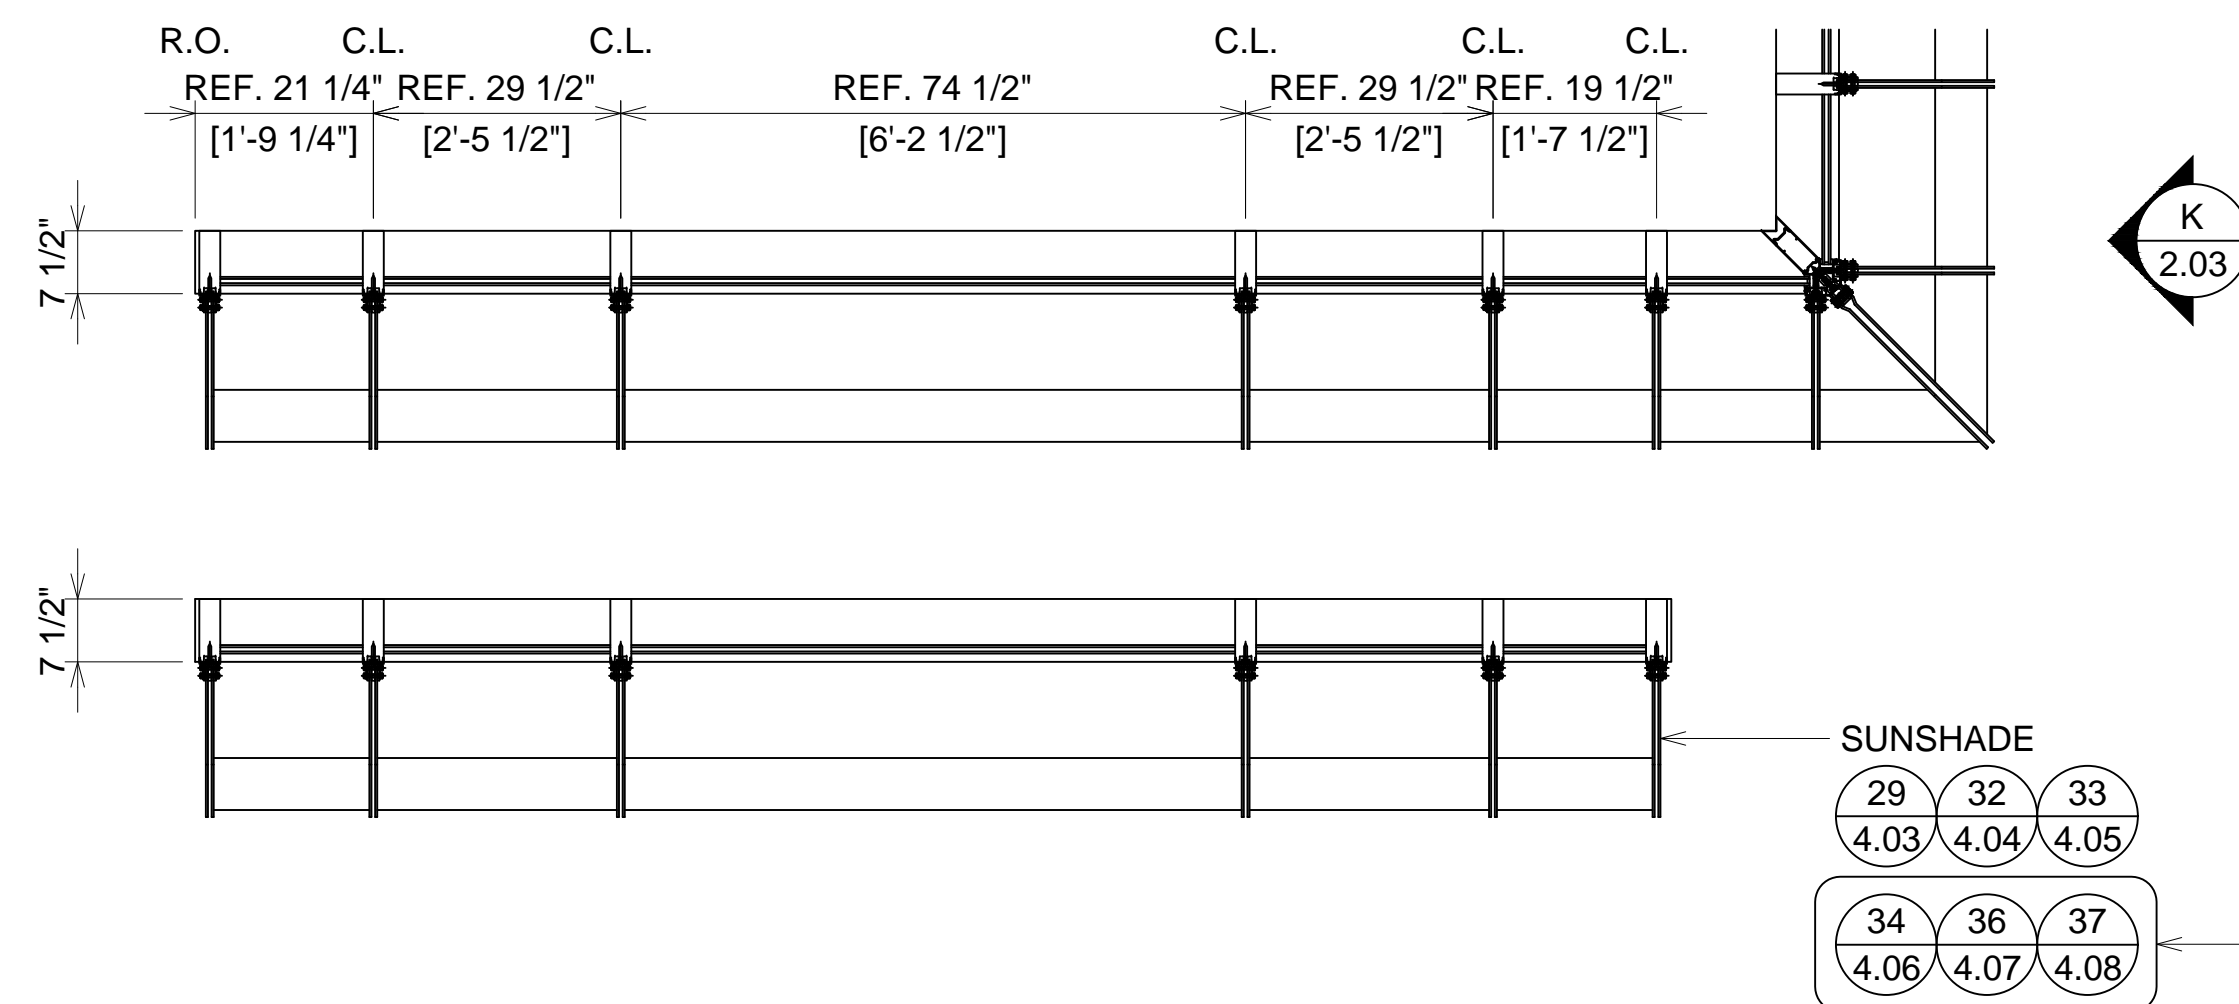 R.O. C.L. C.L. C.L. C.L. C.L.
REF. 21 1/4" REF. 29 1/2" REF. 74 1/2" REF. 29 1/2" REF. 19 1/2"
[1'-9 1/4"] [2'-5 1/2"] [6'-2 1/2"] [2'-5 1/2"] [1'-7 1/2"]
7 1/2"
K
2.03
7 1/2"
SUNSHADE
29 32 33
4.03 4.04 4.05
34 36 37
4.06 4.07 4.08